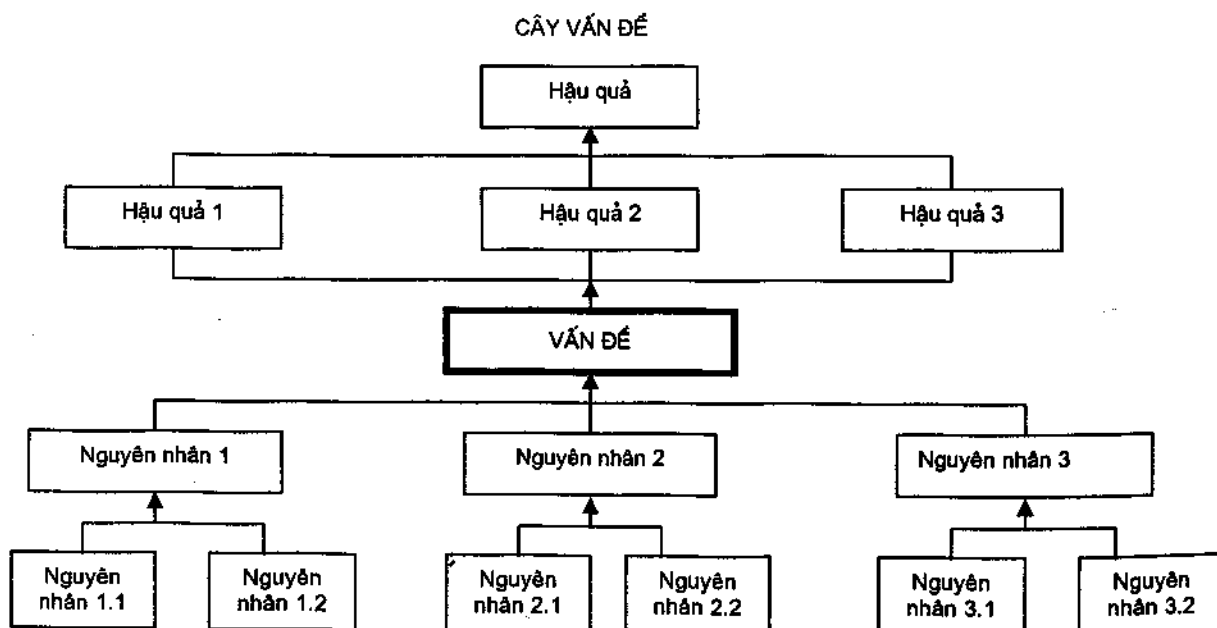 CÂY VẤN ĐỂ
Hậu quả
Hậu quả 1
Hậu quả 2
Hậu quả 3
VẤN ĐỂ
Nguyên nhân 1
Nguyên nhân 2
Nguyên nhân 3
Nguyên
nhân 1.1
Nguyên
nhân 1.2
Nguyên
nhân 2.1
Nguyên
nhân 2.2
Nguyên
nhân 3.1
Nguyên
nhân 3.2